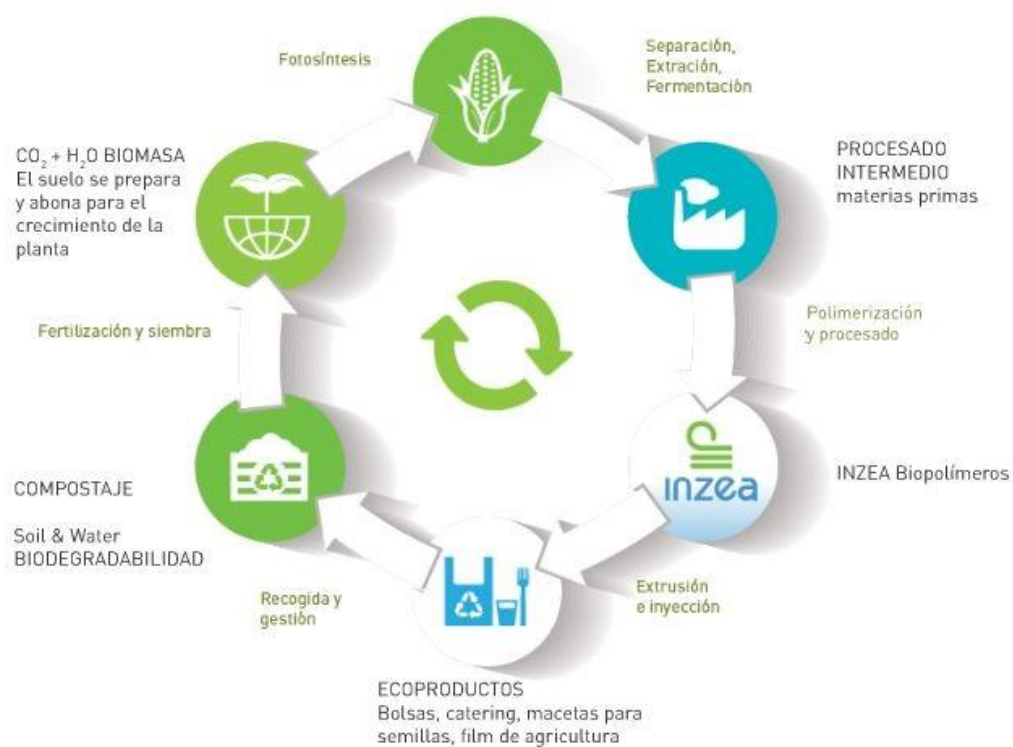 Fotosíntesis
Separación,
Extración,
Fermentación
PROCESADO
INTERMEDIO
materias primas
Polimerización
y procesado
inzea
INZEA Biopolímeros
Extrusión
e inyección
ECOPRODUCTOS
Bolsas, catering, macetas para
semillas, film de agricultura
Recogida y
gestión
COMPOSTAJE
Soil & Water
BIODEGRADABILIDAD
Fertilización y siembra
CO₂ + H₂O BIOMASA
El suelo se prepara
y abona para el
crecimiento de la
planta